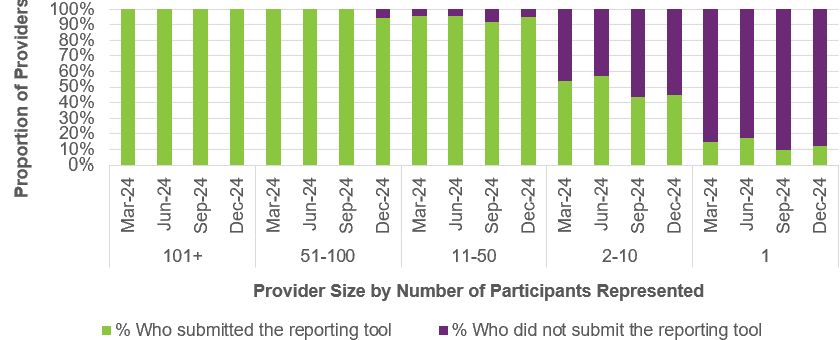 Proportion of Providers
100%
90%
80%
70%
60%
50%
40%
30%
20%
10%
0%
Mar-24
Jun-24
Sep-24
Dec-24
Mar-24
Jun-24
Sep-24
Dec-24
Mar-24
Jun-24
Sep-24
Dec-24
Mar-24
Jun-24
Sep-24
Dec-24
Mar-24
Jun-24
Sep-24
Dec-24
101+ 51-100 11-50 2-10 1
Provider Size by Number of Participants Represented
% Who submitted the reporting tool % Who did not submit the reporting tool